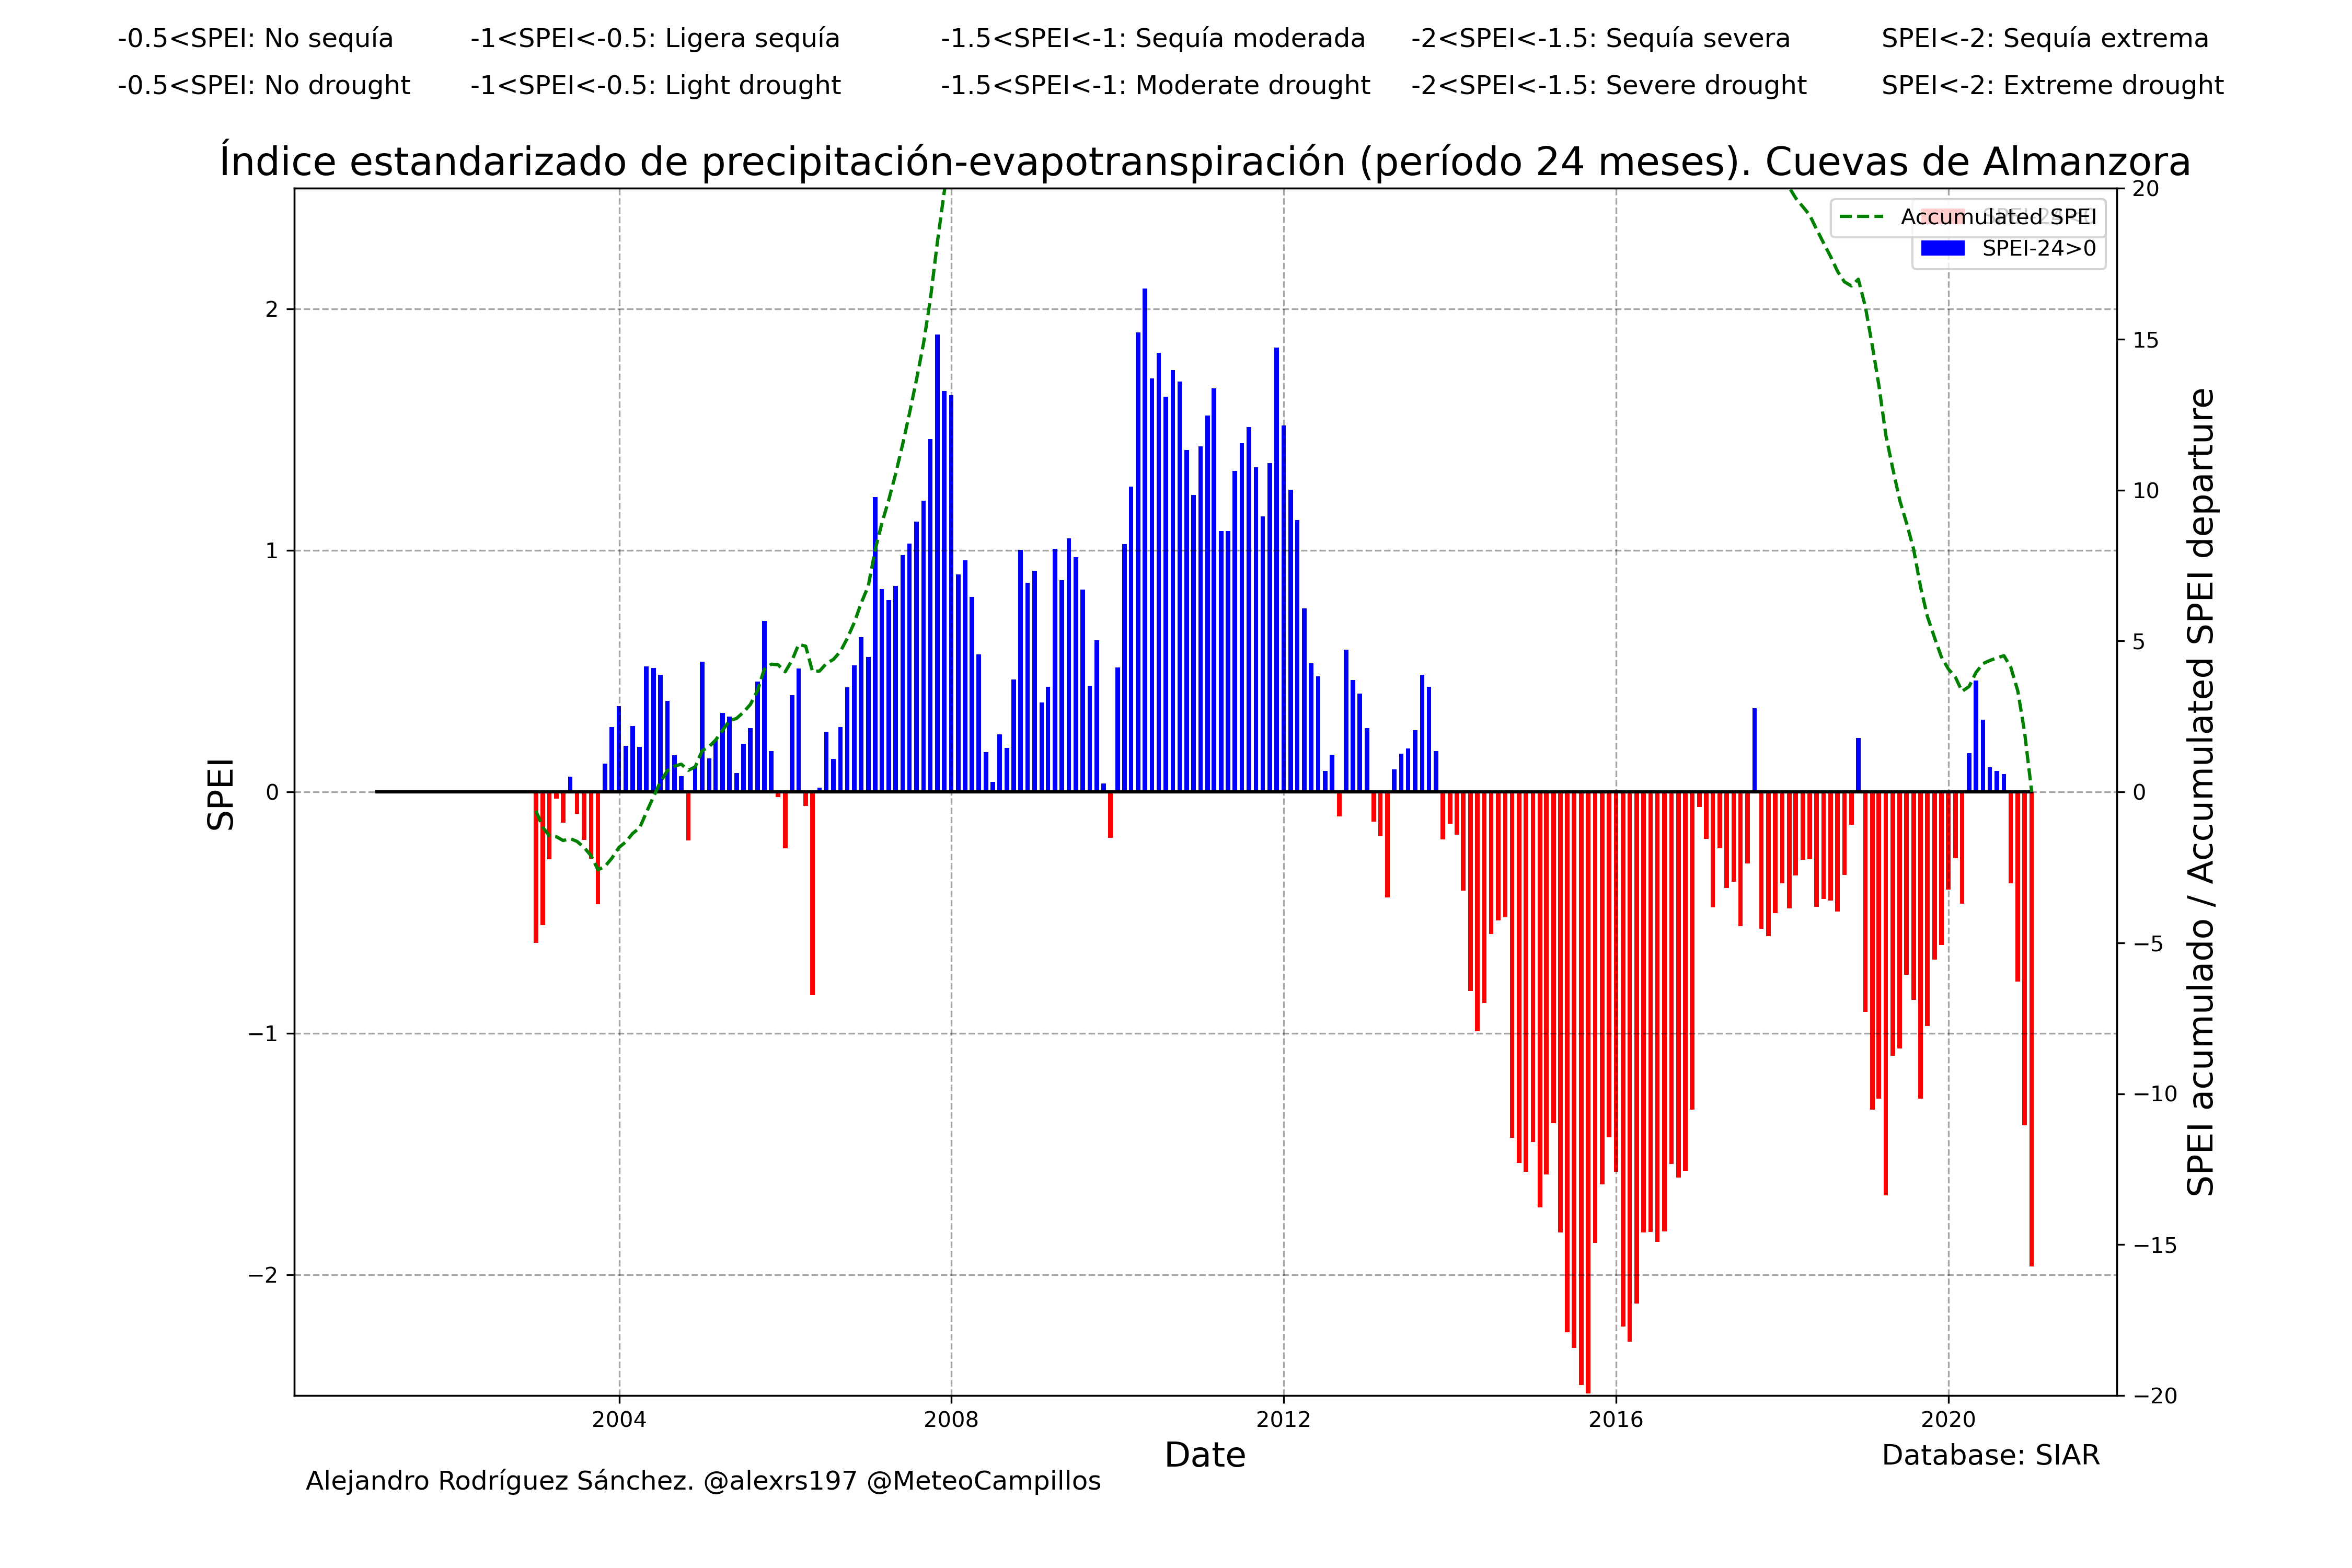 -0.5<SPEI: No sequía -1<SPEI<-0.5: Ligera sequía -1.5<SPEI<-1: Sequía moderada -2<SPEI<-1.5: Sequía severa SPEI<-2: Sequía extrema
-0.5<SPEI: No drought -1<SPEI<-0.5: Light drought -1.5<SPEI<-1: Moderate drought -2<SPEI<-1.5: Severe drought SPEI<-2: Extreme drought
Índice estandarizado de precipitación-evapotranspiración (período 24 meses). Cuevas de Almanzora
Accumulated SPEI
SPEI-24>0
SPEI
2
1
0
−1
−2
20
15
10
5
0
−5
−10
−15
−20
SPEI acumulado / Accumulated SPEI departure
2004 2008 2012 2016 2020
Date
Database: SIAR
Alejandro Rodríguez Sánchez. @alexrs197 @MeteoCampillos